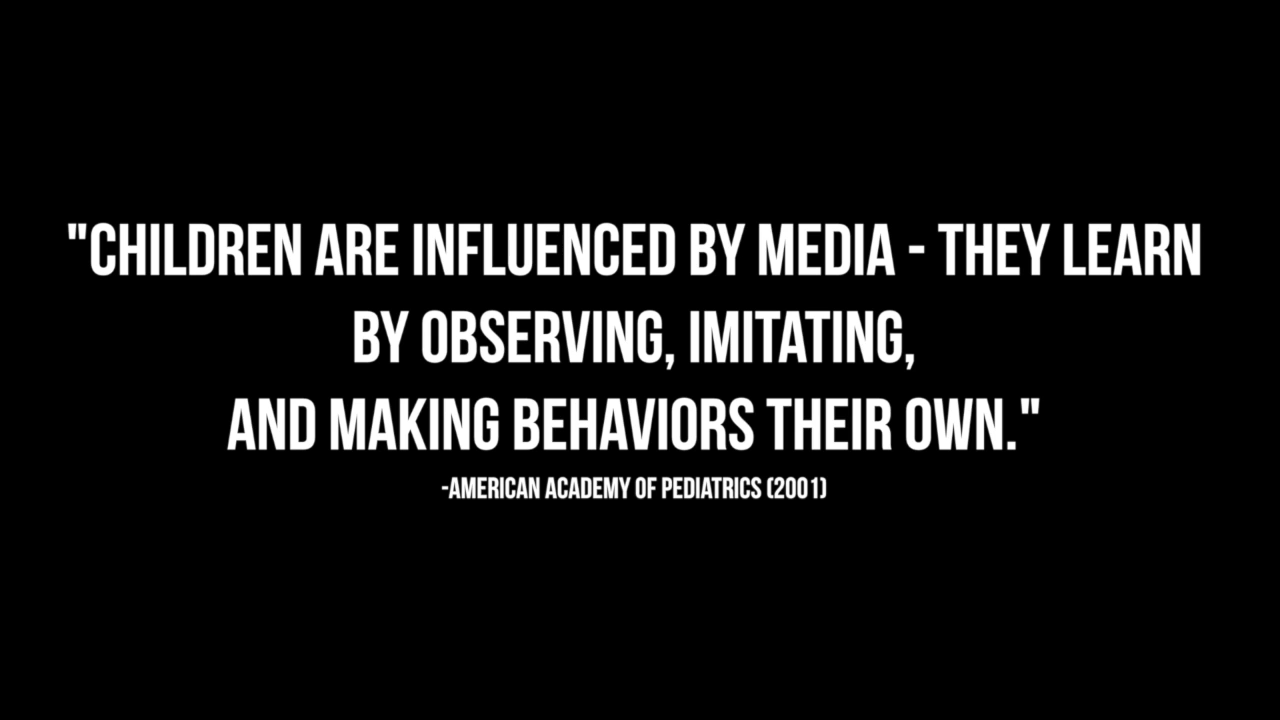 "CHILDREN ARE INFLUENCED BY MEDIA - THEY LEARN
BY OBSERVING, IMITATING,
AND MAKING BEHAVIORS THEIR OWN."
-AMERICAN ACADEMY OF PEDIATRICS (2001)